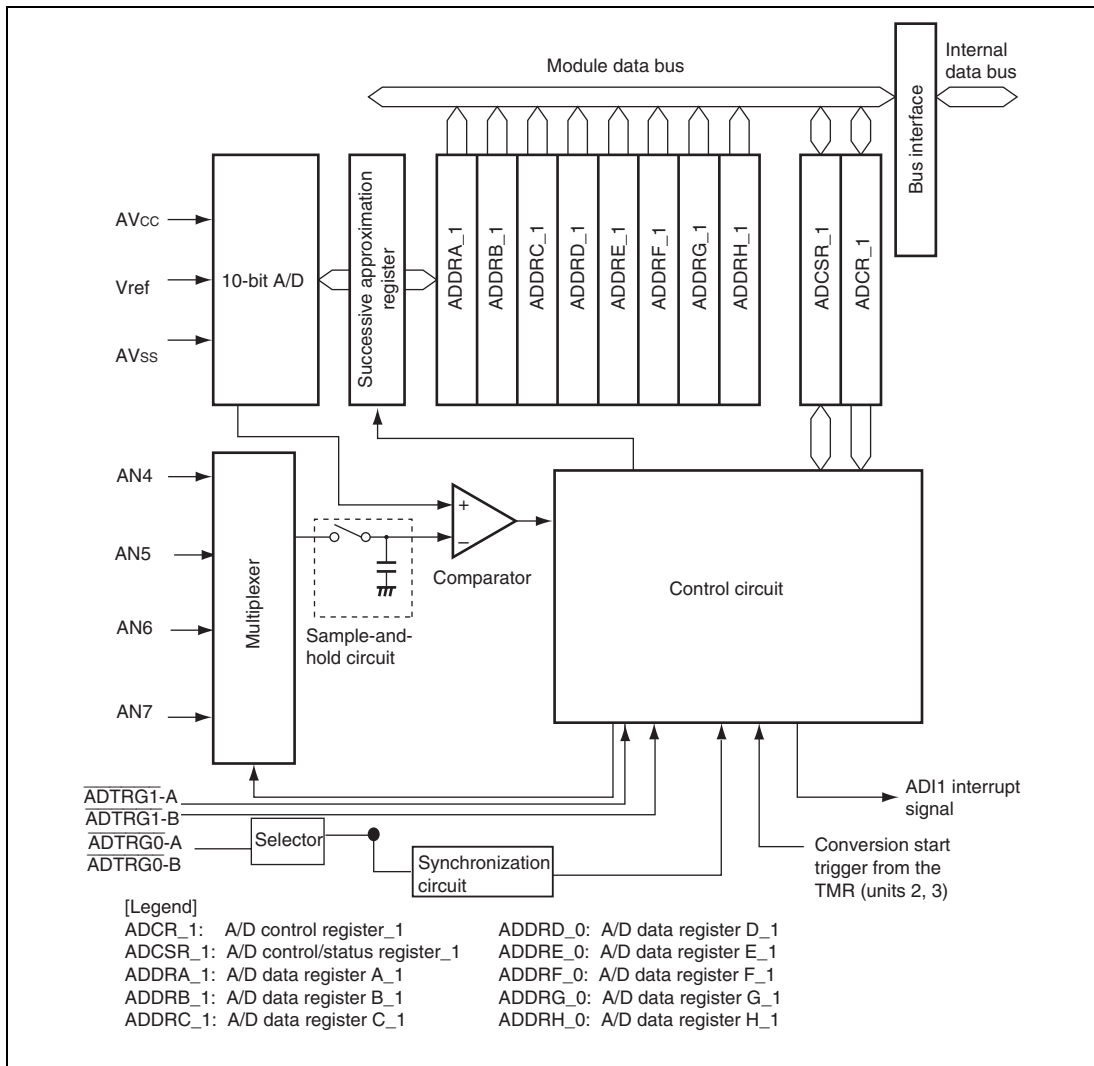 Module data bus
Internal
data bus
Bus interface
AVCC
Vref
AVSS
10-bit A/D
Successive approximation
register
ADDRA_1
ADDRB_1
ADDRC_1
ADDRD_1
ADDRE_1
ADDRF_1
ADDRG_1
ADDRH_1
ADCSR_1
ADCR_1
AN4
AN5
AN6
AN7
Multiplexer
+
−
Comparator
Sample-and-
hold circuit
Control circuit
ADTRG1-A
ADTRG1-B
ADTRG0-A
ADTRG0-B
Selector
Synchronization
circuit
ADI1 interrupt
signal
Conversion start
trigger from the
TMR (units 2, 3)
[Legend]
ADCR_1: A/D control register_1
ADCSR_1: A/D control/status register_1
ADDRA_1: A/D data register A_1
ADDRB_1: A/D data register B_1
ADDRC_1: A/D data register C_1
ADDRD_0: A/D data register D_1
ADDRE_0: A/D data register E_1
ADDRF_0: A/D data register F_1
ADDRG_0: A/D data register G_1
ADDRH_0: A/D data register H_1